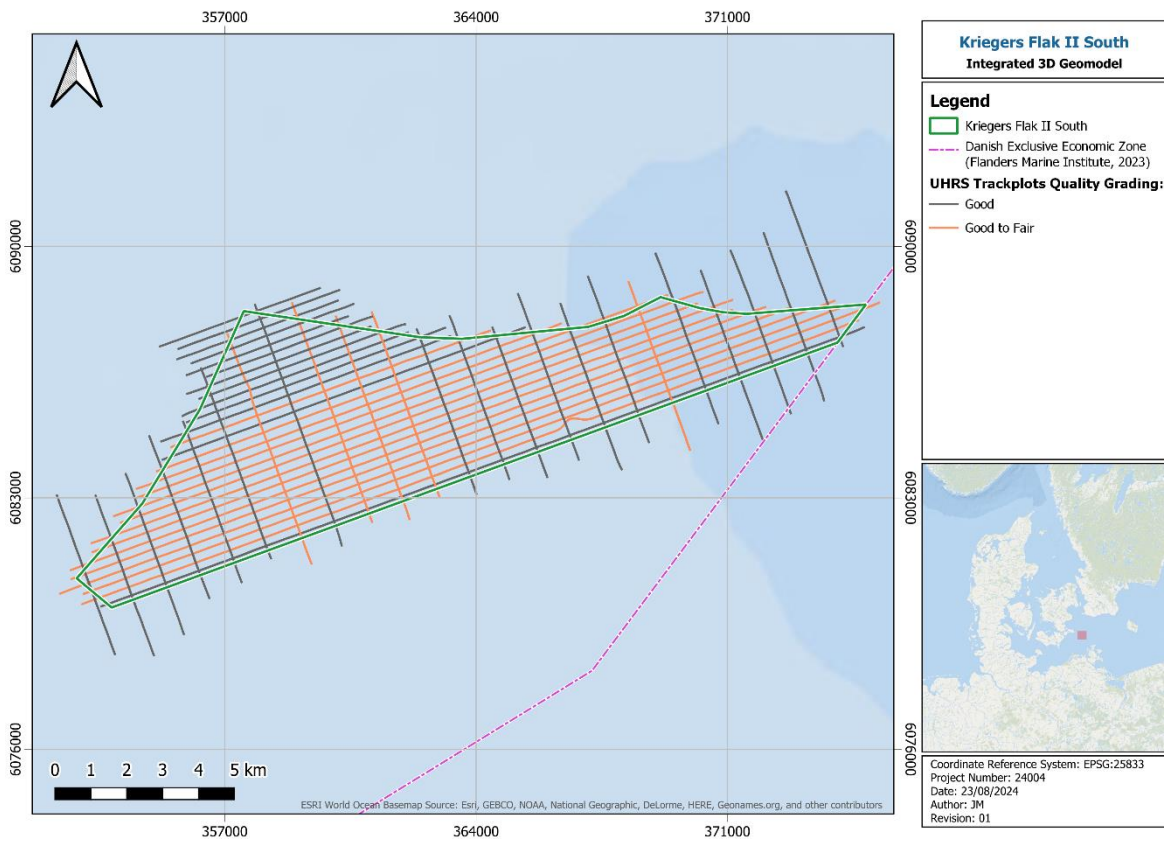 357000
364000
371000
6090000
6090000
6083000
6083000
6076000
6076000
0 1 2 3 4 5 km
ESRI World Ocean Basemap Source: Esri, GEBCO, NOAA, National Geographic, DeLorme, HERE, Geonames.org, and other contributors
357000
364000
371000
Kriegers Flak II South
Integrated 3D Geomodel
Legend
Kriegers Flak II South
Danish Exclusive Economic Zone
(Flanders Marine Institute, 2023)
UHRS Trackplots Quality Grading:
Good
Good to Fair
Coordinate Reference System: EPSG:25833
Project Number: 24004
Date: 23/08/2024
Author: JM
Revision: 01